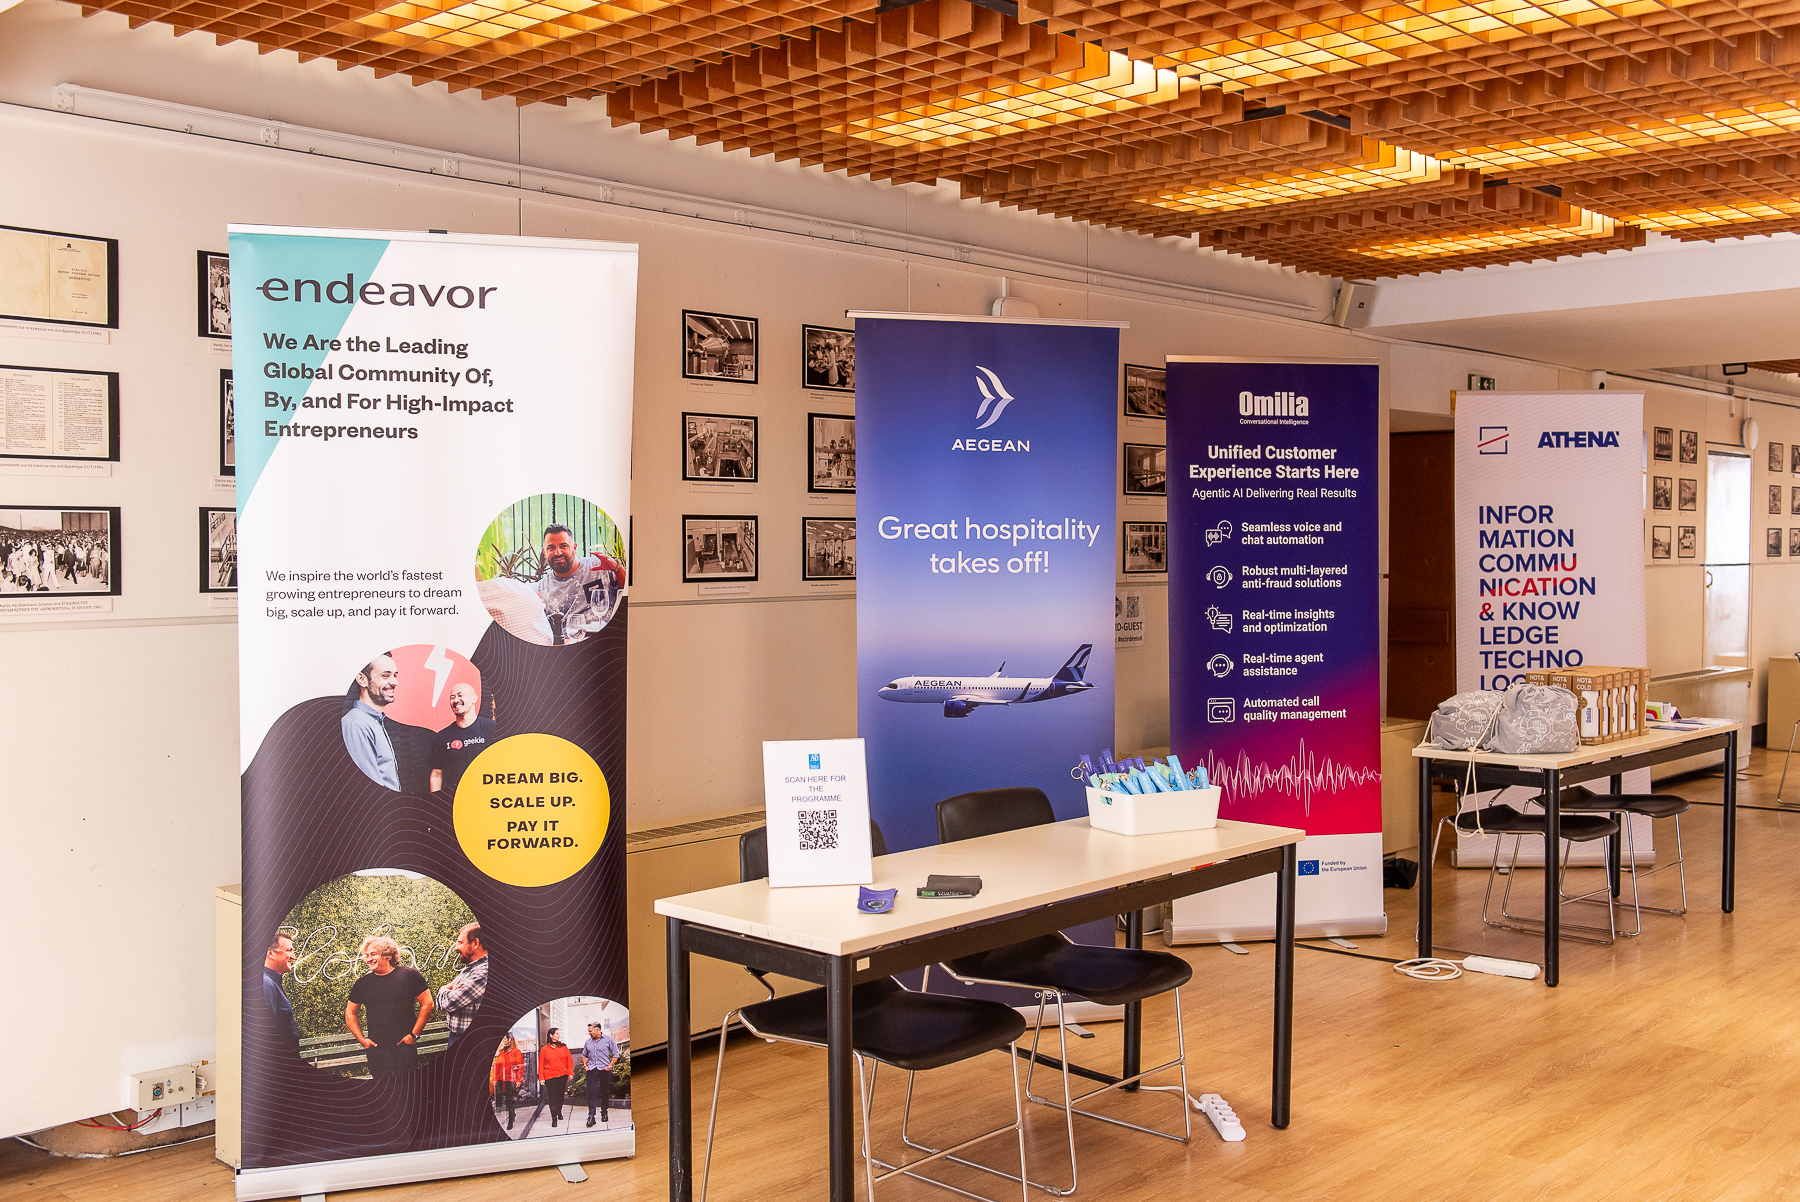 endeavor
We Are the Leading
Global Community Of,
By, and For High-Impact
Entrepreneurs
We inspire the world's fastest
growing entrepreneurs to dream
big, scale up, and pay it forward.
I geekie
DREAM BIG.
SCALE UP.
PAY IT
FORWARD.
AEGEAN
Great hospitality
takes off!
AEGEAN
SCAN HERE FOR
THE
PROGRAMME
Omilia
Conversational Intelligence
Unified Customer
Experience Starts Here
Agentic AI Delivering Real Results
Seamless voice and
chat automation
Robust multi-layered
anti-fraud solutions
Real-time insights
and optimization
Real-time agent
assistance
Automated call
quality management
Funded by
the European Union
ATHENA
INFOR
MATION
COMMU
NICATION
& KNOW
LEDGE
TECHNO
LO
HOT&
COLD
Omilia